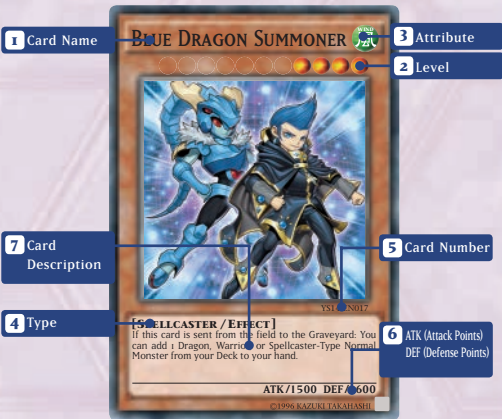 1 Card Name
BLUE DRAGON SUMMONER
WIND
風
3 Attribute
2 Level
7 Card
Description
5 Card Number
YS14-EN017
4 Type
[SPELLCASTER / EFFECT]
If this card is sent from the field to the Graveyard: You
can add 1 Dragon, Warrior, or Spellcaster-Type Normal
Monster from your Deck to your hand.
6 ATK (Attack Points)
DEF (Defense Points)
ATK/1500 DEF/ 600
©1996 KAZUKI TAKAHASHI